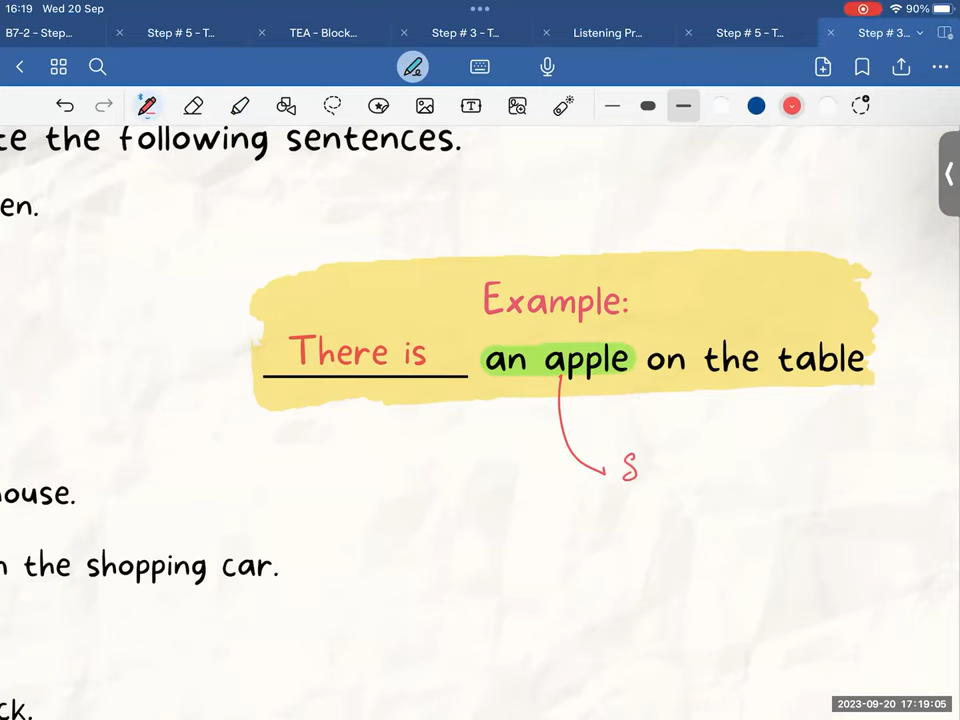 16:19 Wed 20 Sep
90%
B7-2 - Step...
Step # 5 - T...
TEA - Block...
Step # 3 - T...
Listening Pr...
Step # 5 - T...
Step # 3...
te the following sentences.
en.
Example:
There is an apple on the table
S
house.
n the shopping car.
ck.
2023-09-20 17:19:05